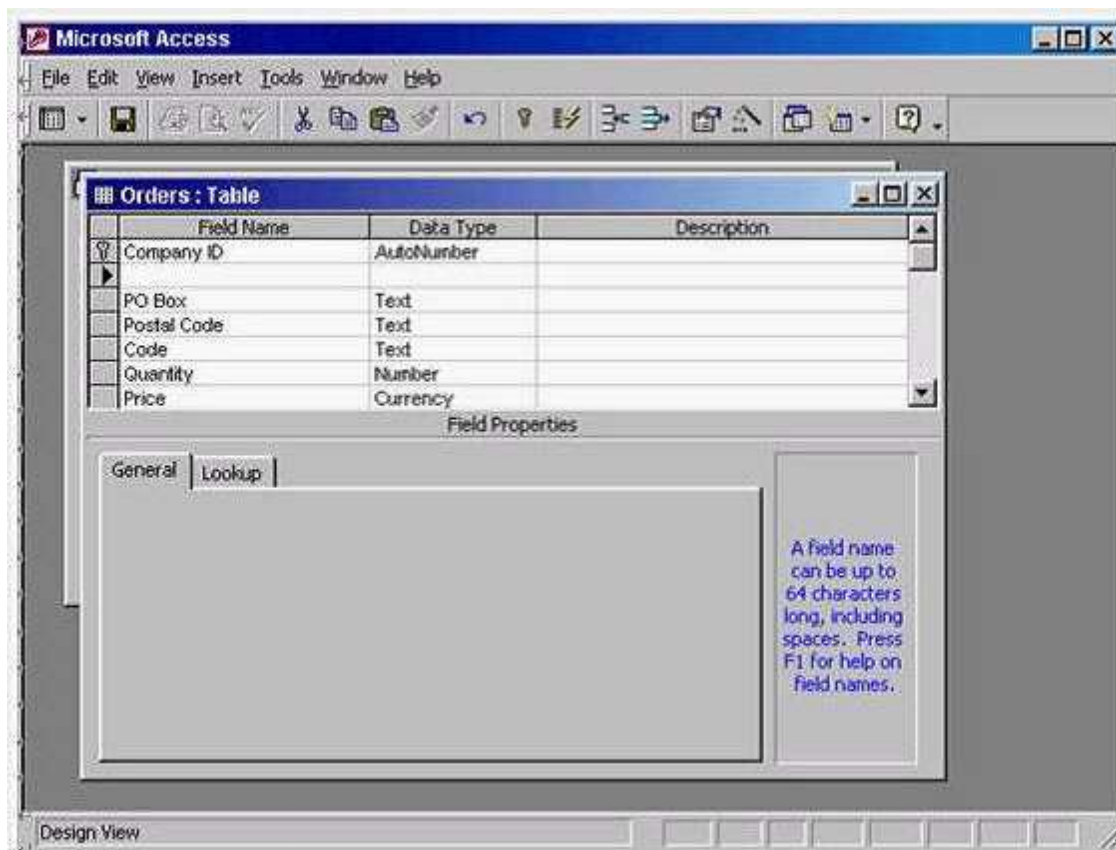 Microsoft Access
File Edit View Insert Tools Window Help
Orders : Table
Field Name Data Type Description
Company ID AutoNumber
PO Box Text
Postal Code Text
Code Text
Quantity Number
Price Currency
Field Properties
General Lookup
A field name
can be up to
64 characters
long, including
spaces. Press
F1 for help on
field names.
Design View